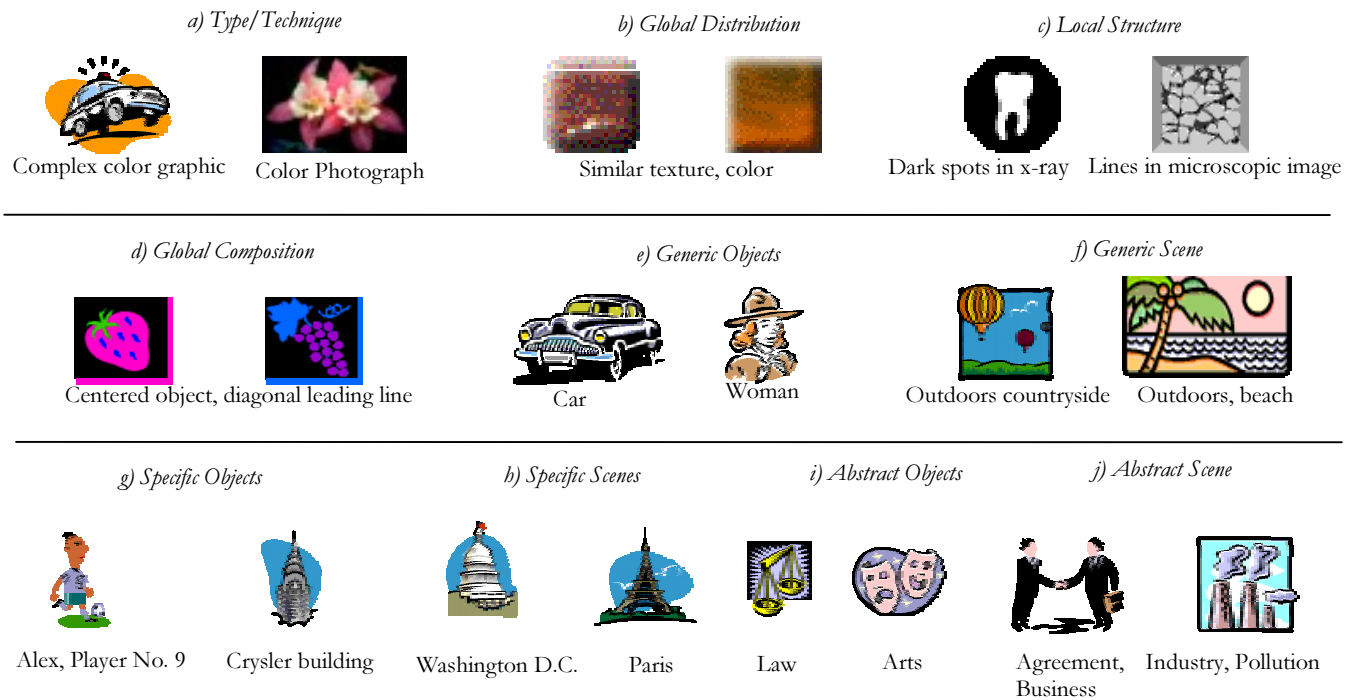 a) Type/Technique
b) Global Distribution
c) Local Structure
Complex color graphic
Color Photograph
Similar texture, color
Dark spots in x-ray
Lines in microscopic image
d) Global Composition
e) Generic Objects
f) Generic Scene
Centered object, diagonal leading line
Car
Woman
Outdoors countryside
Outdoors, beach
g) Specific Objects
h) Specific Scenes
i) Abstract Objects
j) Abstract Scene
Alex, Player No. 9
Crysler building
Washington D.C.
Paris
Law
Arts
Agreement,
Business
Industry, Pollution